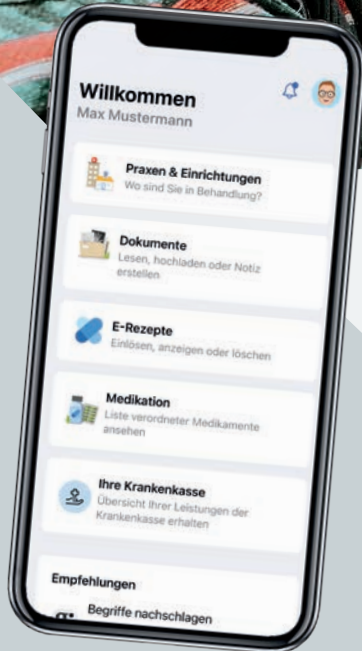 Willkommen
Max Mustermann
Praxen & Einrichtungen
Wo sind Sie in Behandlung?
Dokumente
Lesen, hochladen oder Notiz
erstellen
E-Rezepte
Einlösen, anzeigen oder löschen
Medikation
Liste verordneter Medikamente
ansehen
Ihre Krankenkasse
Übersicht Ihrer Leistungen der
Krankenkasse erhalten
Empfehlungen
Begriffe nachschlagen